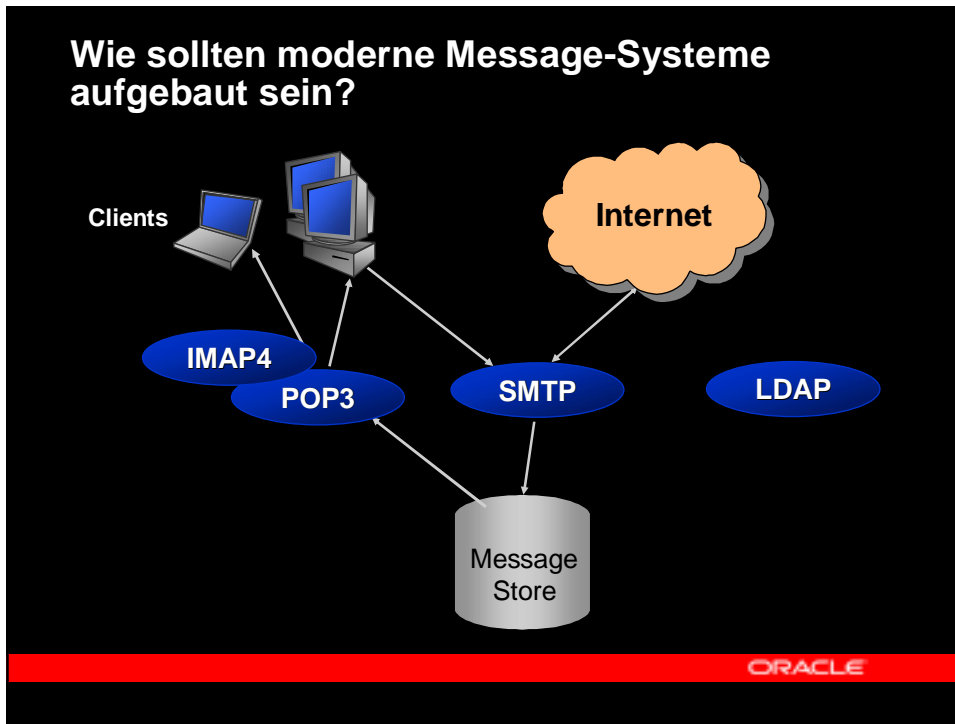 Wie sollten moderne Message-Systeme
aufgebaut sein?
Clients
Internet
IMAP4
POP3
SMTP
LDAP
Message
Store
ORACLE